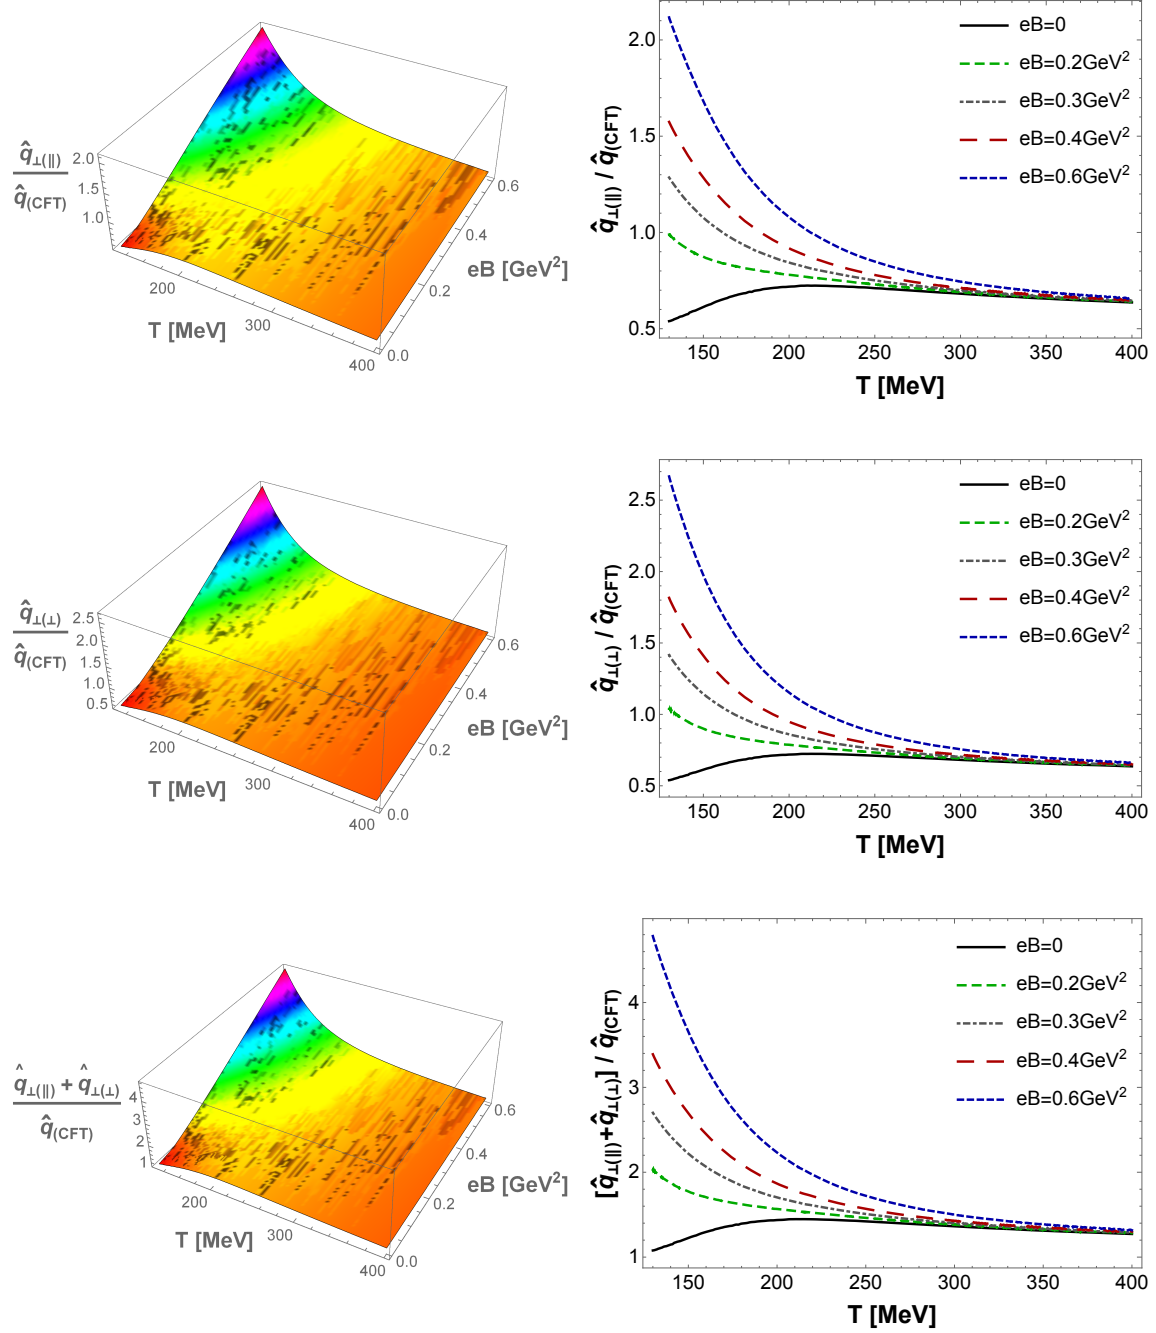 q̂⊥(∥)
q̂(CFT)
2.0
1.5
1.0
200
300
400
T [MeV]
0.0
0.2
0.4
0.6
eB [GeV²]
q̂⊥(∥) / q̂(CFT)
2.0
1.5
1.0
0.5
eB=0
eB=0.2GeV²
eB=0.3GeV²
eB=0.4GeV²
eB=0.6GeV²
150 200 250 300 350 400
T [MeV]
q̂⊥(⊥)
q̂(CFT)
2.5
2.0
1.5
1.0
0.5
200
300
400
T [MeV]
0.0
0.2
0.4
0.6
eB [GeV²]
q̂⊥(⊥) / q̂(CFT)
2.5
2.0
1.5
1.0
0.5
eB=0
eB=0.2GeV²
eB=0.3GeV²
eB=0.4GeV²
eB=0.6GeV²
150 200 250 300 350 400
T [MeV]
q̂⊥(∥) + q̂⊥(⊥)
q̂(CFT)
4
3
2
1
200
300
400
T [MeV]
0.0
0.2
0.4
0.6
eB [GeV²]
[q̂⊥(∥)+q̂⊥(⊥)] / q̂(CFT)
4
3
2
1
eB=0
eB=0.2GeV²
eB=0.3GeV²
eB=0.4GeV²
eB=0.6GeV²
150 200 250 300 350 400
T [MeV]